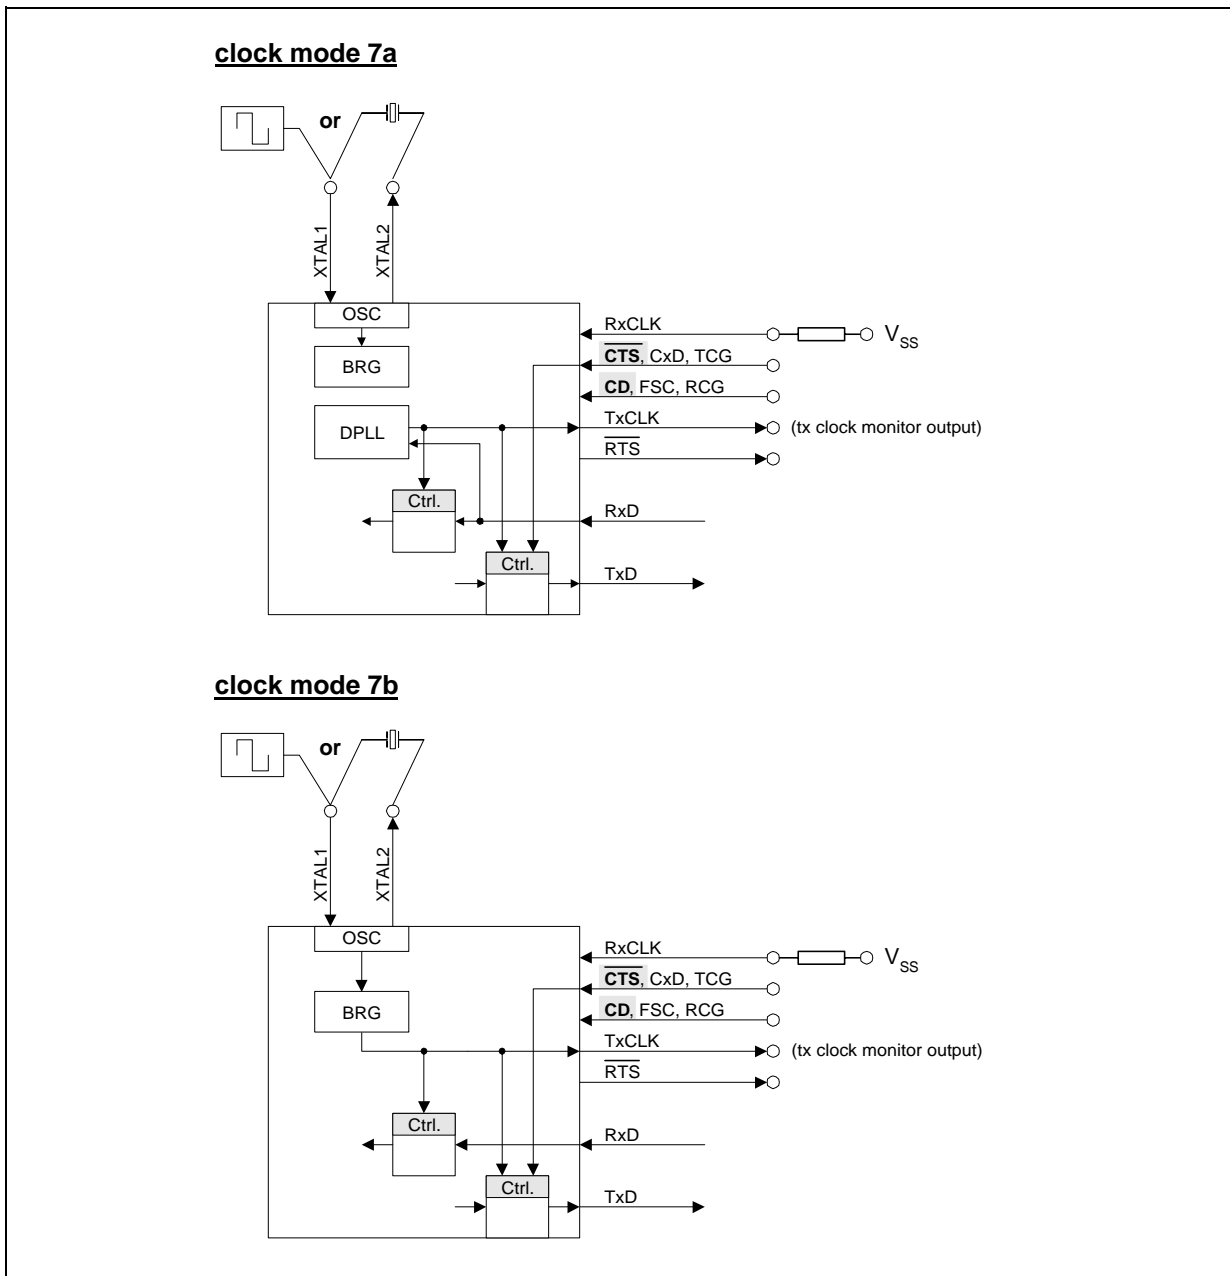 clock mode 7a
or
XTAL1
XTAL2
OSC
BRG
DPLL
Ctrl.
Ctrl.
RxCLK
VSS
CTS, CxD, TCG
CD, FSC, RCG
TxCLK
(tx clock monitor output)
RTS
RxD
TxD
clock mode 7b
or
XTAL1
XTAL2
OSC
BRG
Ctrl.
Ctrl.
RxCLK
VSS
CTS, CxD, TCG
CD, FSC, RCG
TxCLK
(tx clock monitor output)
RTS
RxD
TxD